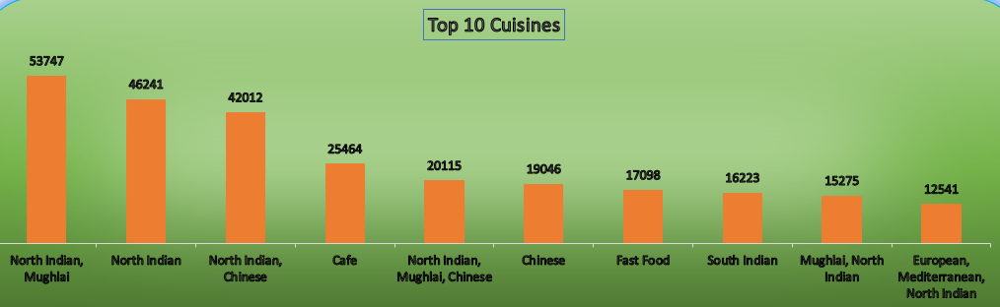 Top 10 Cuisines
53747
46241
42012
25464
20115
19046
17098
16223
15275
12541
North Indian,
Mughlai
North Indian
North Indian,
Chinese
Cafe
North Indian,
Mughlai, Chinese
Chinese
Fast Food
South Indian
Mughlai, North
Indian
European,
Mediterranean,
North Indian